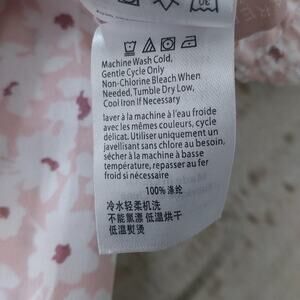 Machine Wash Cold,
Gentle Cycle Only
Non-Chlorine Bleach When
Needed, Tumble Dry Low,
Cool Iron If Necessary
laver à la machine à l'eau froide
avec les mêmes couleurs, cycle
délicat. Utiliser uniquement un
javellisant sans chlore au besoin,
sécher à la machine à basse
température, repasser au fer
froid si nécessaire
100% 涤纶
冷水轻柔机洗
不能氯漂 低温烘干
低温熨烫